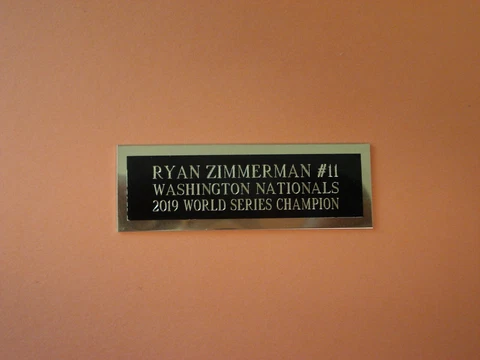 RYAN ZIMMERMAN #11
WASHINGTON NATIONALS
2019 WORLD SERIES CHAMPION